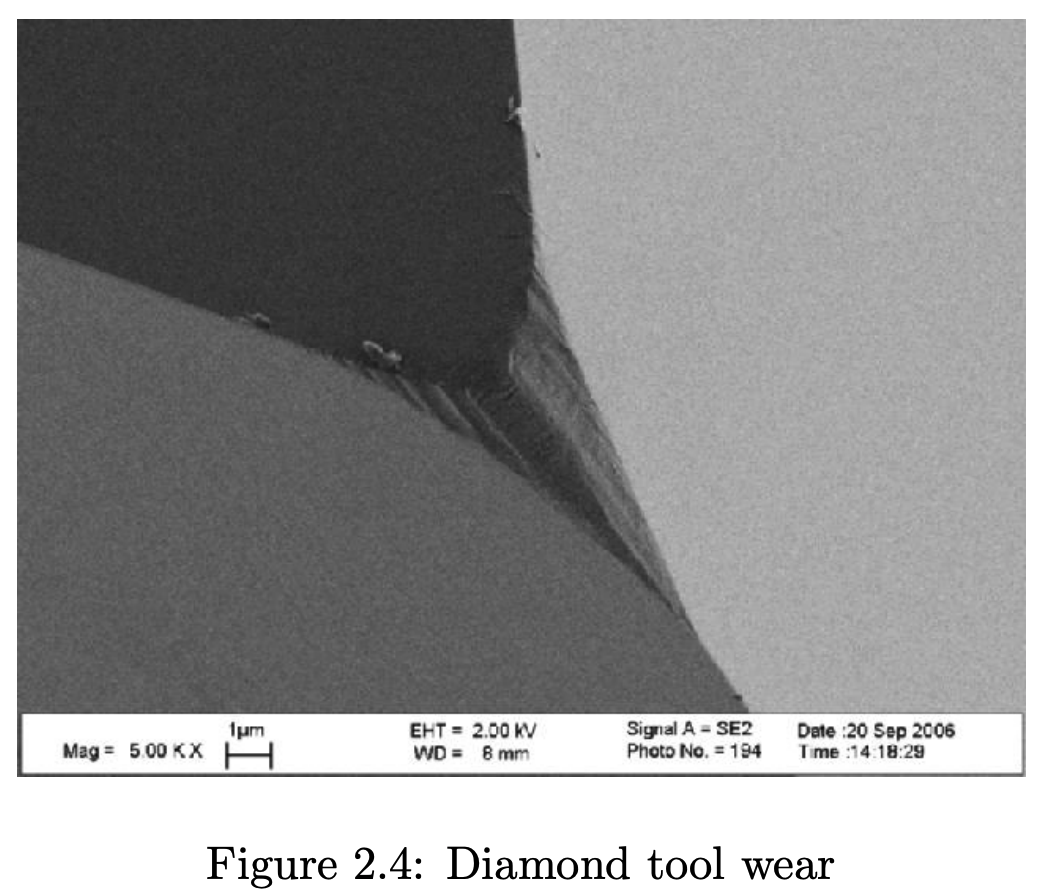 1µm
Mag = 5.00 K X
EHT = 2.00 kV
WD = 8 mm
Signal A = SE2
Photo No. = 194
Date :20 Sep 2006
Time :14:18:29
Figure 2.4: Diamond tool wear